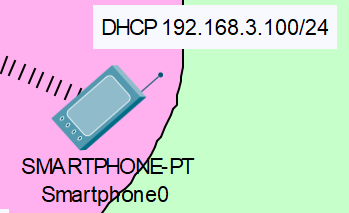 DHCP 192.168.3.100/24
SMARTPHONE-PT
Smartphone0